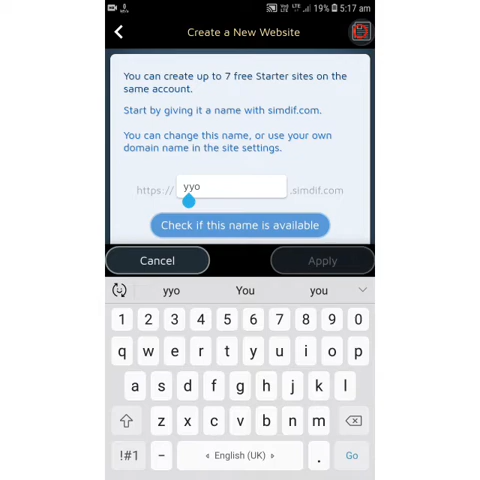 0
19% 5:17 am
Create a New Website
You can create up to 7 free Starter sites on the
same account.
Start by giving it a name with simdif.com.
You can change this name, or use your own
domain name in the site settings.
https:// yyo .simdif.com
Check if this name is available
Cancel Apply
yyo You you
1 2 3 4 5 6 7 8 9 0
q w e r t y u i o p
a s d f g h j k l
z x c v b n m
!#1 - English (UK) . Go